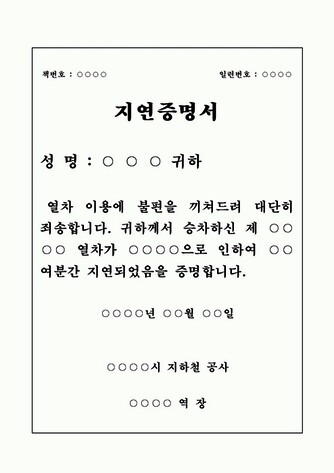 책번호 : ○○○○ 일련번호 : ○○○○
지연증명서
성 명 : ○ ○ ○ 귀하
열차 이용에 불편을 끼쳐드려 대단히
죄송합니다. 귀하께서 승차하신 제 ○○
○○ 열차가 ○○○○으로 인하여 ○○
여분간 지연되었음을 증명합니다.
○○○○년 ○○월 ○○일
○○○○시 지하철 공사
○○○○ 역 장